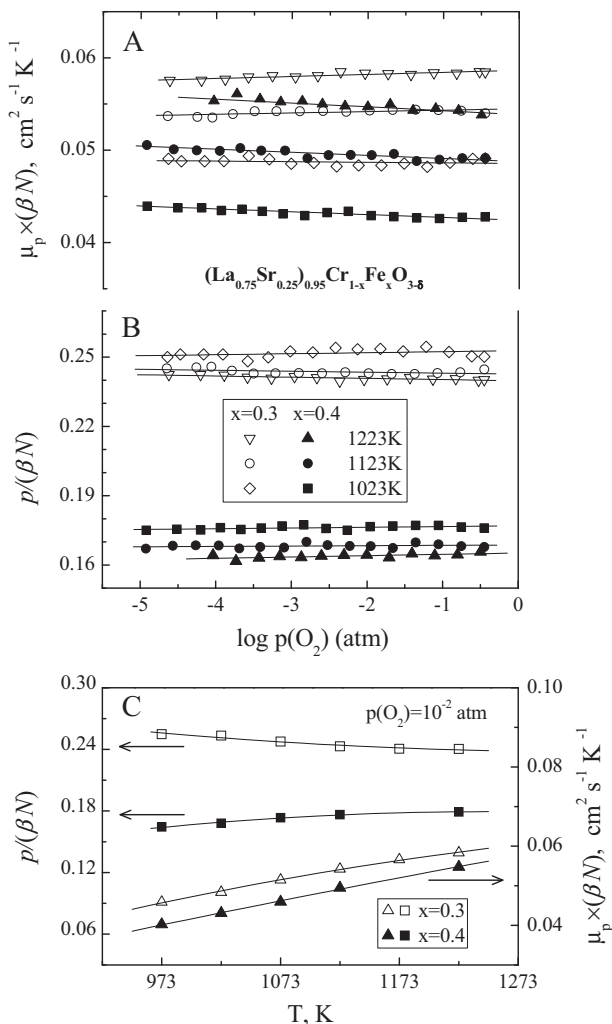 A
0.06
0.05
0.04
μₚ×(βN), cm² s⁻¹ K⁻¹
(La₀.₇₅Sr₀.₂₅)₀.₉₅Cr₁₋ₓFeₓO₃₋δ
B
0.25
0.24
0.17
0.16
p/(βN)
x=0.3 x=0.4
1223K
1123K
1023K
-5 -4 -3 -2 -1 0
log p(O₂) (atm)
C
p(O₂)=10⁻² atm
0.30
0.24
0.18
0.12
0.06
p/(βN)
0.10
0.08
0.06
0.04
μₚ×(βN), cm² s⁻¹ K⁻¹
x=0.3
x=0.4
973 1073 1173 1273
T, K